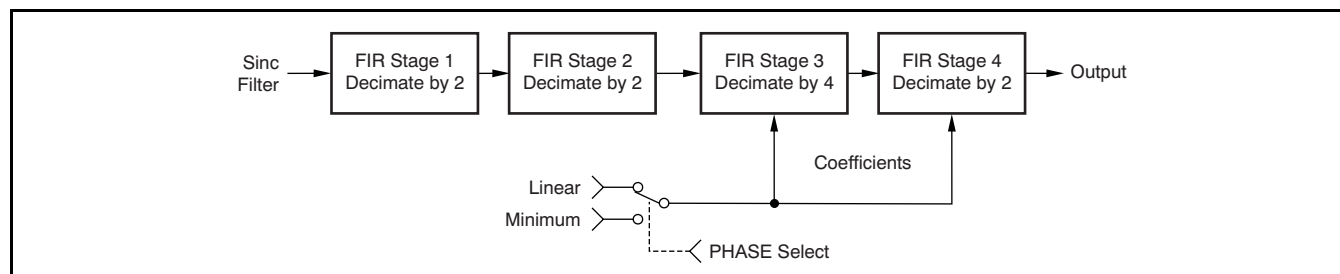 Sinc
Filter
FIR Stage 1
Decimate by 2
FIR Stage 2
Decimate by 2
FIR Stage 3
Decimate by 4
FIR Stage 4
Decimate by 2
Output
Coefficients
Linear
Minimum
PHASE Select